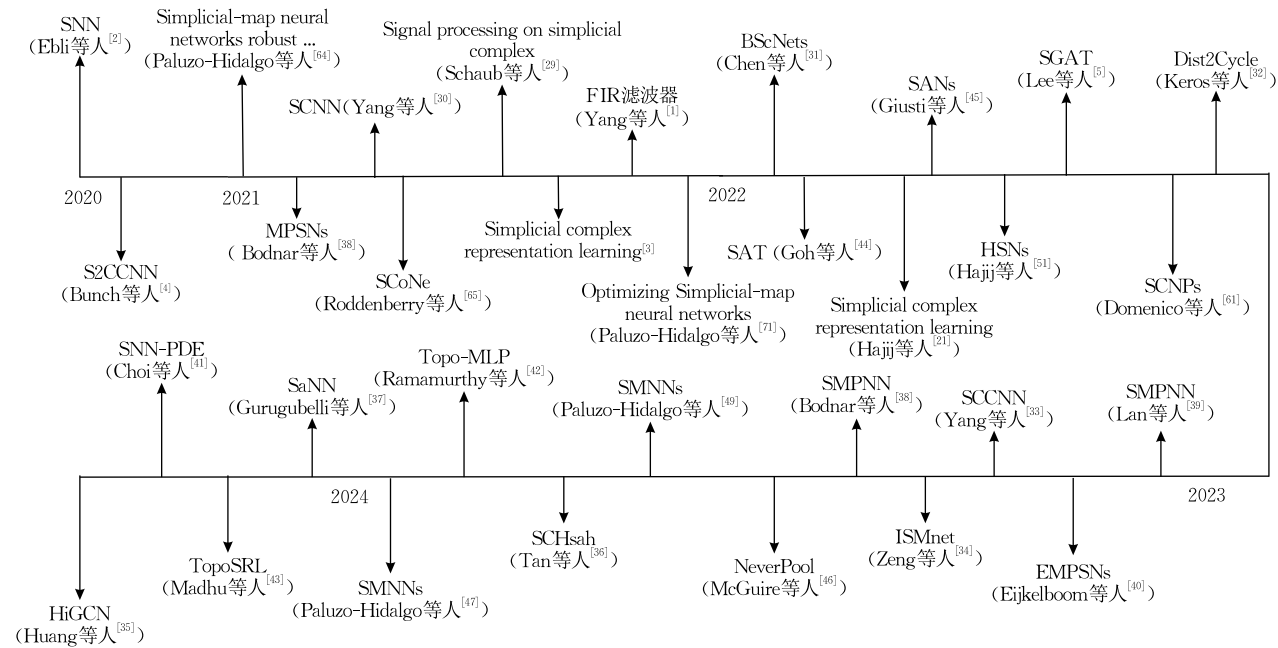 SNN
(Ebli等人[2])
Simplicial-map neural
networks robust ...
(Paluzo-Hidalgo等人[64])
SCNN(Yang等人[30])
Signal processing on simplicial
complex
(Schaub等人[29])
FIR滤波器
(Yang等人[1])
BScNets
(Chen等人[31])
SANs
(Giusti等人[45])
SGAT
(Lee等人[5])
Dist2Cycle
(Keros等人[32])
2020
2021
2022
S2CCNN
(Bunch等人[4])
MPSNs
( Bodnar等人[38])
SCoNe
(Roddenberry等人[65])
Simplicial complex
representation learning[3]
Optimizing Simplicial-map
neural networks
(Paluzo-Hidalgo等人[71])
SAT (Goh等人[44])
Simplicial complex
representation learning
(Hajij等人[21])
HSNs
(Hajij等人[51])
SCNPs
(Domenico等人[61])
SNN-PDE
(Choi等人[41])
SaNN
(Gurugubelli等人[37])
Topo-MLP
(Ramamurthy等人[42])
SMNNs
(Paluzo-Hidalgo等人[49])
SMPNN
(Bodnar等人[38])
SCCNN
(Yang等人[33])
SMPNN
(Lan等人[39])
2024
2023
HiGCN
(Huang等人[35])
TopoSRL
(Madhu等人[43])
SMNNs
(Paluzo-Hidalgo等人[47])
SCHsah
(Tan等人[36])
NeverPool
(McGuire等人[46])
ISMnet
(Zeng等人[34])
EMPSNs
(Eijkelboom等人[40])